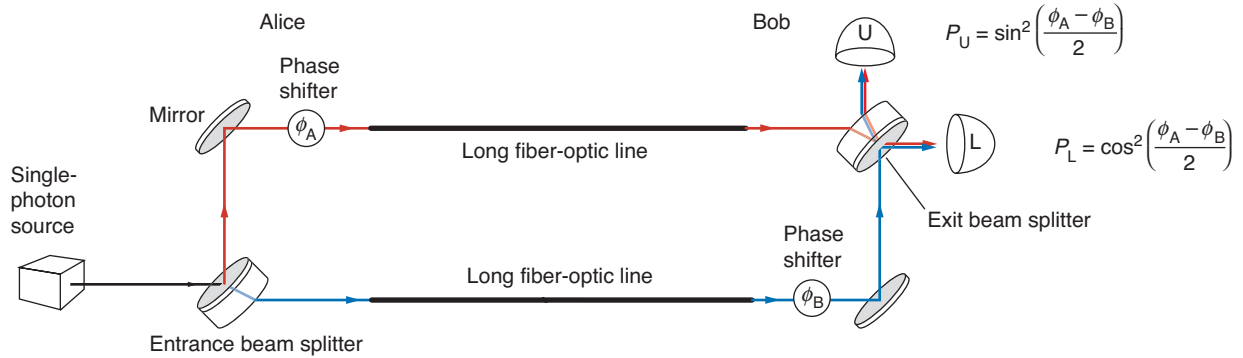 Alice
Bob
U
P_U = sin² ((φ_A − φ_B)/2)
Phase
shifter
Mirror
φ_A
Long fiber-optic line
L
P_L = cos² ((φ_A − φ_B)/2)
Single-
photon
source
Exit beam splitter
Phase
shifter
Long fiber-optic line
φ_B
Entrance beam splitter